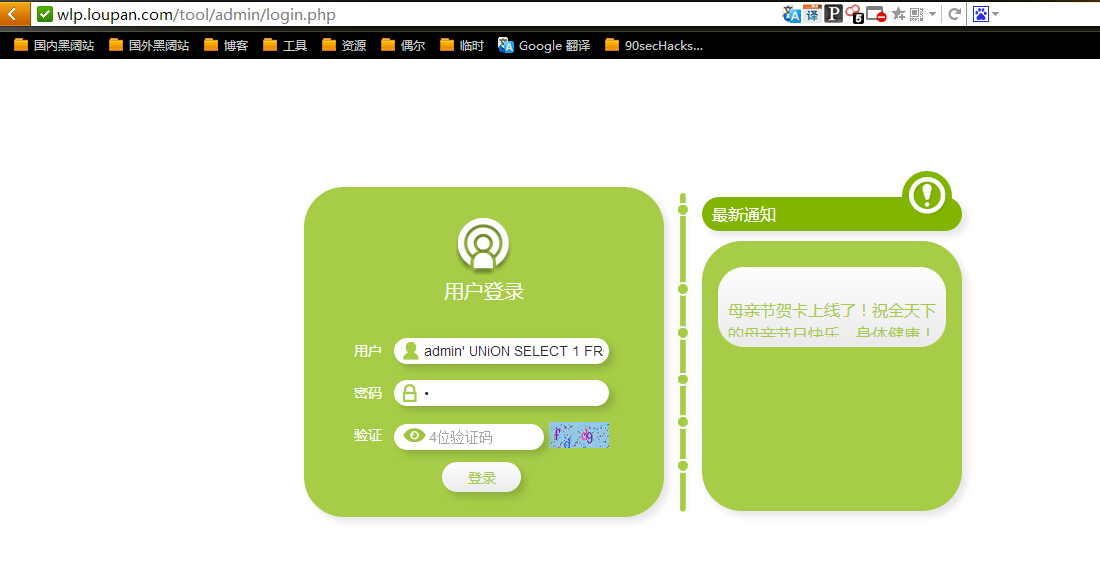 wlp.loupan.com/tool/admin/login.php
国内黑阔站 国外黑阔站 博客 工具 资源 偶尔 临时 Google 翻译 90secHacks...
最新通知
用户登录
母亲节贺卡上线了！祝全天下
的母亲节日快乐，身体健康！
用户 admin' UNiON SELECT 1 FR
密码
验证 4位验证码
登录